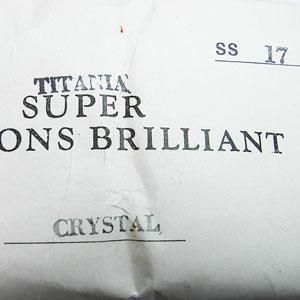 SS 17
TITANIA
SUPER
ONS BRILLIANT
CRYSTAL